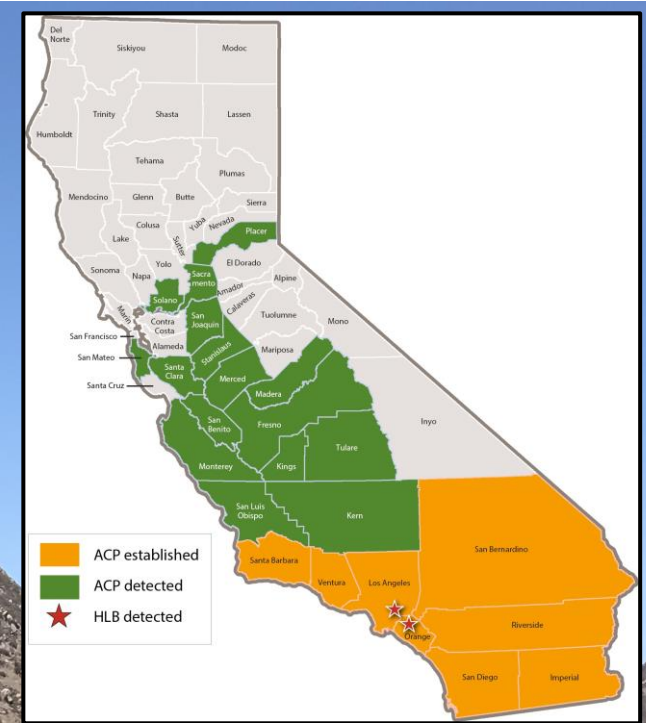 Del
Norte
Siskiyou
Modoc
Humboldt
Trinity
Shasta
Lassen
Tehama
Plumas
Mendocino
Glenn
Butte
Sierra
Colusa
Yuba
Nevada
Placer
Lake
Sutter
Sonoma
Napa
Yolo
El Dorado
Sacra
mento
Alpine
Amador
Solano
Marin
Calaveras
Contra
Costa
San
Joaquin
Tuolumne
Mono
San Francisco
Alameda
San Mateo
Stanislaus
Mariposa
Santa
Clara
Merced
Santa Cruz
Madera
San
Benito
Fresno
Inyo
Monterey
Kings
Tulare
San Luis
Obispo
Kern
ACP established
ACP detected
HLB detected
Santa Barbara
Ventura
Los Angeles
San Bernardino
Orange
Riverside
San Diego
Imperial